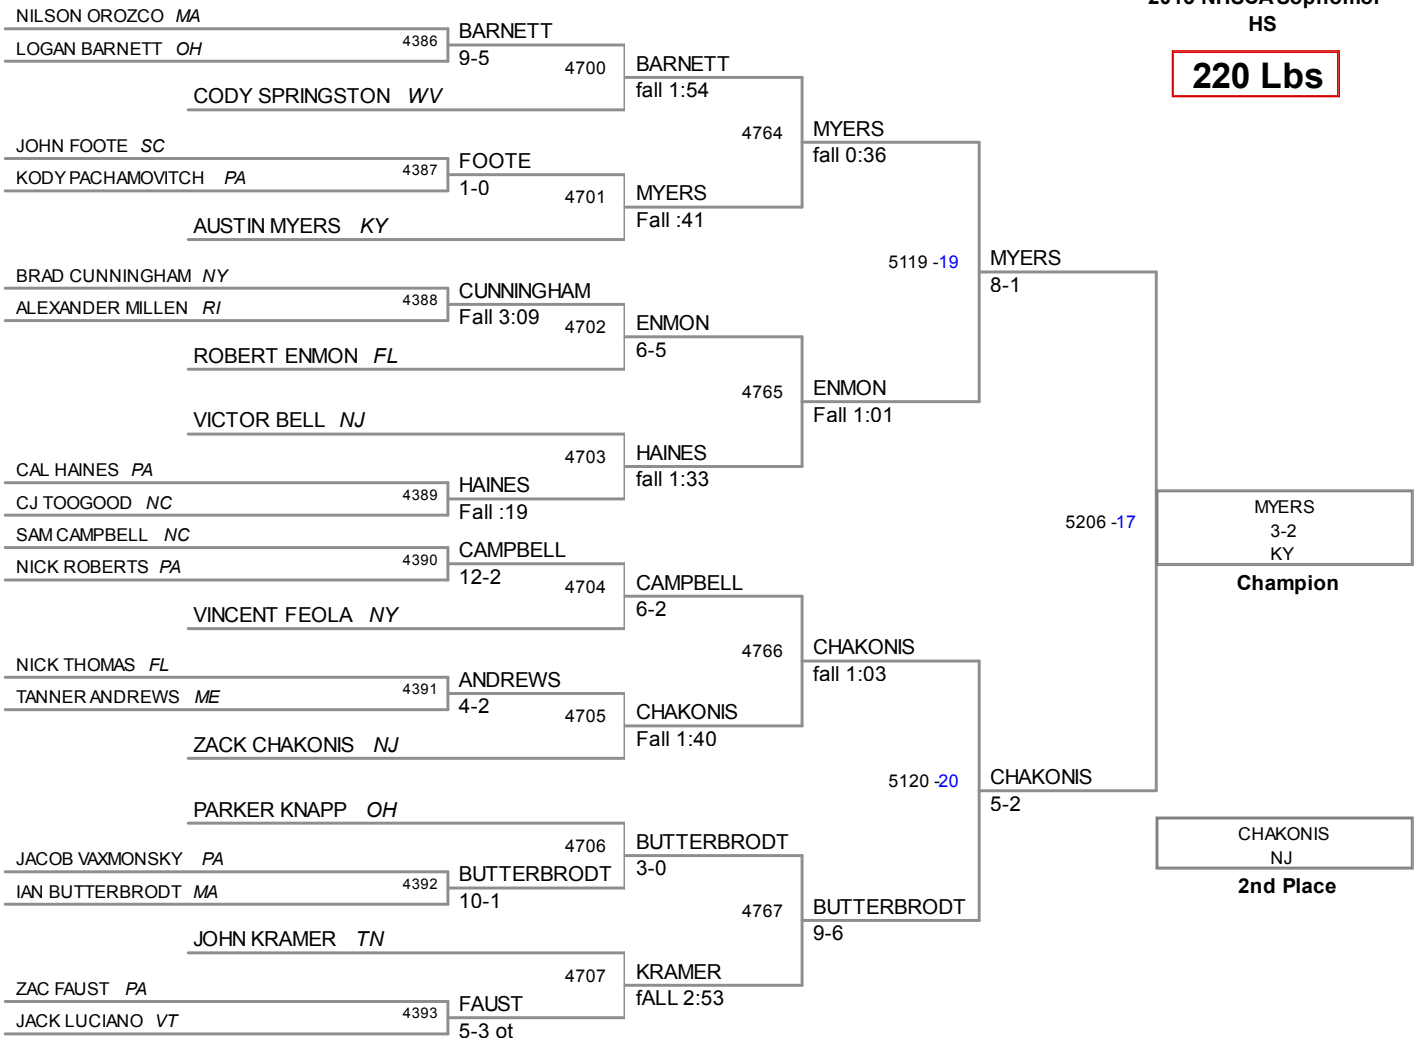 HS
220 Lbs
NILSON OROZCO MA
4386
BARNETT
LOGAN BARNETT OH
9-5
4700
BARNETT
fall 1:54
CODY SPRINGSTON WV
4764
MYERS
fall 0:36
JOHN FOOTE SC
4387
FOOTE
KODY PACHAMOVITCH PA
1-0
4701
MYERS
Fall :41
AUSTIN MYERS KY
5119 -19
MYERS
8-1
BRAD CUNNINGHAM NY
4388
CUNNINGHAM
ALEXANDER MILLEN RI
Fall 3:09
4702
ENMON
6-5
ROBERT ENMON FL
4765
ENMON
Fall 1:01
VICTOR BELL NJ
4703
HAINES
fall 1:33
CAL HAINES PA
4389
HAINES
CJ TOOGOOD NC
Fall :19
5206 -17
MYERS
3-2
KY
Champion
SAM CAMPBELL NC
4390
CAMPBELL
NICK ROBERTS PA
12-2
4704
CAMPBELL
6-2
VINCENT FEOLA NY
4766
CHAKONIS
fall 1:03
NICK THOMAS FL
4391
ANDREWS
TANNER ANDREWS ME
4-2
4705
CHAKONIS
Fall 1:40
ZACK CHAKONIS NJ
5120 -20
CHAKONIS
5-2
PARKER KNAPP OH
4706
BUTTERBRODT
3-0
JACOB VAXMONSKY PA
4392
BUTTERBRODT
IAN BUTTERBRODT MA
10-1
4767
BUTTERBRODT
9-6
CHAKONIS
NJ
2nd Place
JOHN KRAMER TN
4707
KRAMER
fALL 2:53
ZAC FAUST PA
4393
FAUST
JACK LUCIANO VT
5-3 ot